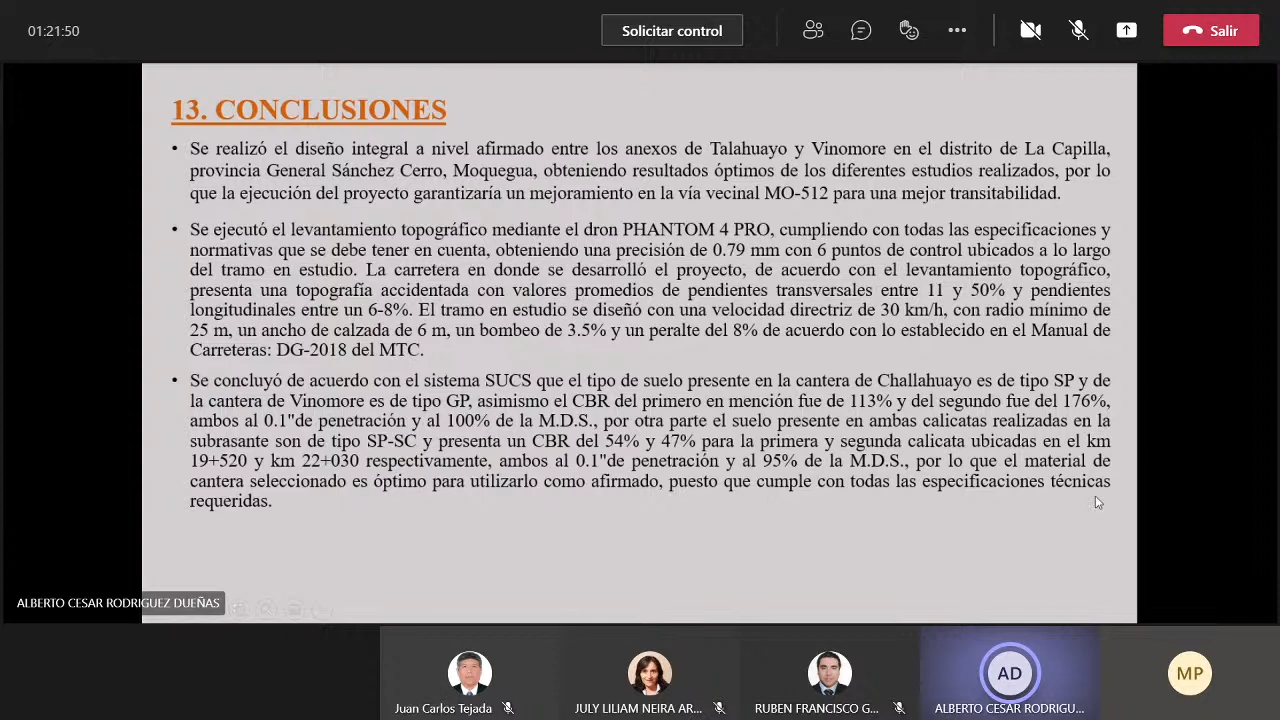 01:21:50
Solicitar control
Salir
13. CONCLUSIONES
• Se realizó el diseño integral a nivel afirmado entre los anexos de Talahuayo y Vinomore en el distrito de La Capilla,
provincia General Sánchez Cerro, Moquegua, obteniendo resultados óptimos de los diferentes estudios realizados, por lo
que la ejecución del proyecto garantizaría un mejoramiento en la vía vecinal MO-512 para una mejor transitabilidad.
• Se ejecutó el levantamiento topográfico mediante el dron PHANTOM 4 PRO, cumpliendo con todas las especificaciones y
normativas que se debe tener en cuenta, obteniendo una precisión de 0.79 mm con 6 puntos de control ubicados a lo largo
del tramo en estudio. La carretera en donde se desarrolló el proyecto, de acuerdo con el levantamiento topográfico,
presenta una topografía accidentada con valores promedios de pendientes transversales entre 11 y 50% y pendientes
longitudinales entre un 6-8%. El tramo en estudio se diseñó con una velocidad directriz de 30 km/h, con radio mínimo de
25 m, un ancho de calzada de 6 m, un bombeo de 3.5% y un peralte del 8% de acuerdo con lo establecido en el Manual de
Carreteras: DG-2018 del MTC.
• Se concluyó de acuerdo con el sistema SUCS que el tipo de suelo presente en la cantera de Challahuayo es de tipo SP y de
la cantera de Vinomore es de tipo GP, asimismo el CBR del primero en mención fue de 113% y del segundo fue del 176%,
ambos al 0.1"de penetración y al 100% de la M.D.S., por otra parte el suelo presente en ambas calicatas realizadas en la
subrasante son de tipo SP-SC y presenta un CBR del 54% y 47% para la primera y segunda calicata ubicadas en el km
19+520 y km 22+030 respectivamente, ambos al 0.1"de penetración y al 95% de la M.D.S., por lo que el material de
cantera seleccionado es óptimo para utilizarlo como afirmado, puesto que cumple con todas las especificaciones técnicas
requeridas.
ALBERTO CESAR RODRIGUEZ DUEÑAS
AD
MP
Juan Carlos Tejada
JULY LILIAM NEIRA AR...
RUBEN FRANCISCO G...
ALBERTO CESAR RODRIGU...